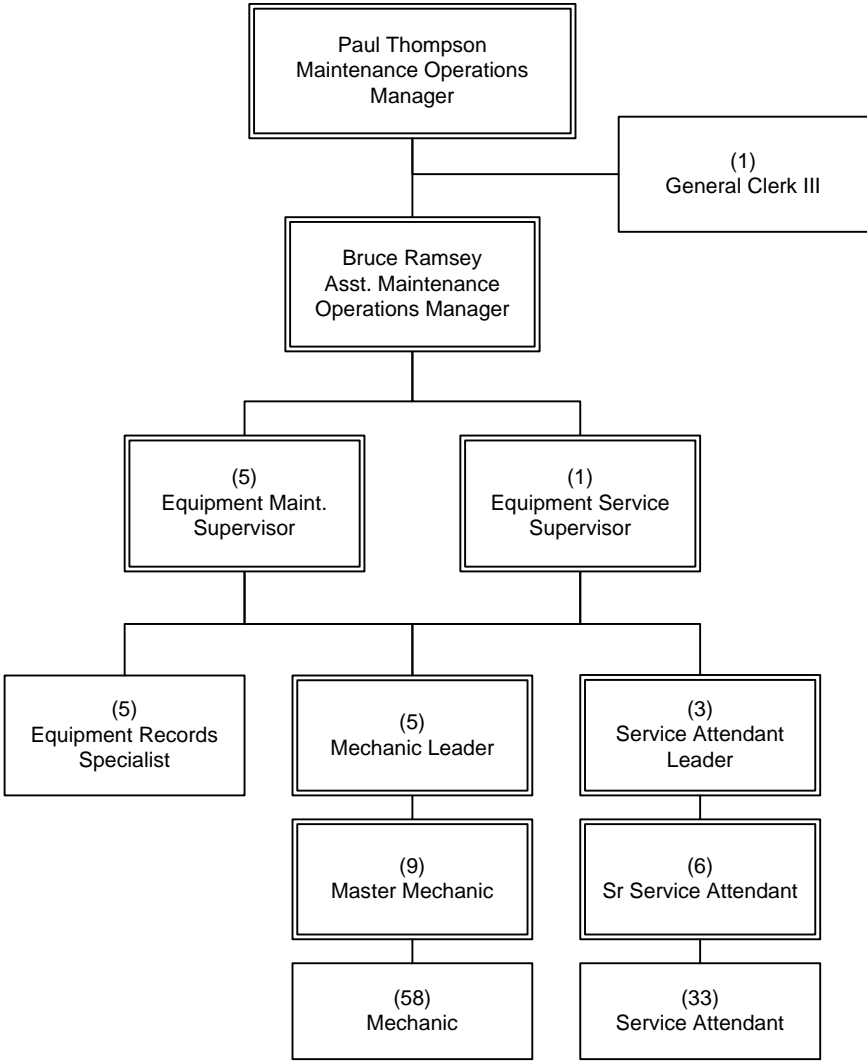 Paul Thompson
Maintenance Operations
Manager
(1)
General Clerk III
Bruce Ramsey
Asst. Maintenance
Operations Manager
(5)
Equipment Maint.
Supervisor
(1)
Equipment Service
Supervisor
(5)
Equipment Records
Specialist
(5)
Mechanic Leader
(3)
Service Attendant
Leader
(9)
Master Mechanic
(6)
Sr Service Attendant
(58)
Mechanic
(33)
Service Attendant